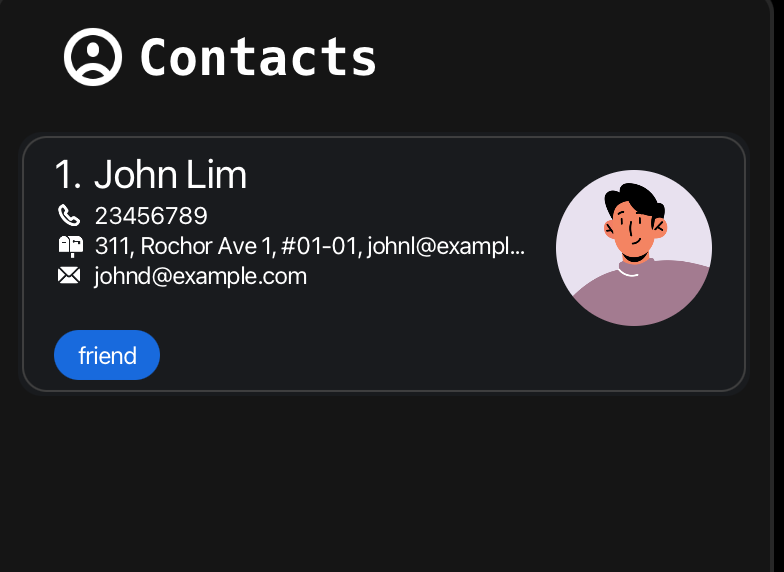 Contacts
1. John Lim
23456789
311, Rochor Ave 1, #01-01, johnl@exampl...
johnd@example.com
friend